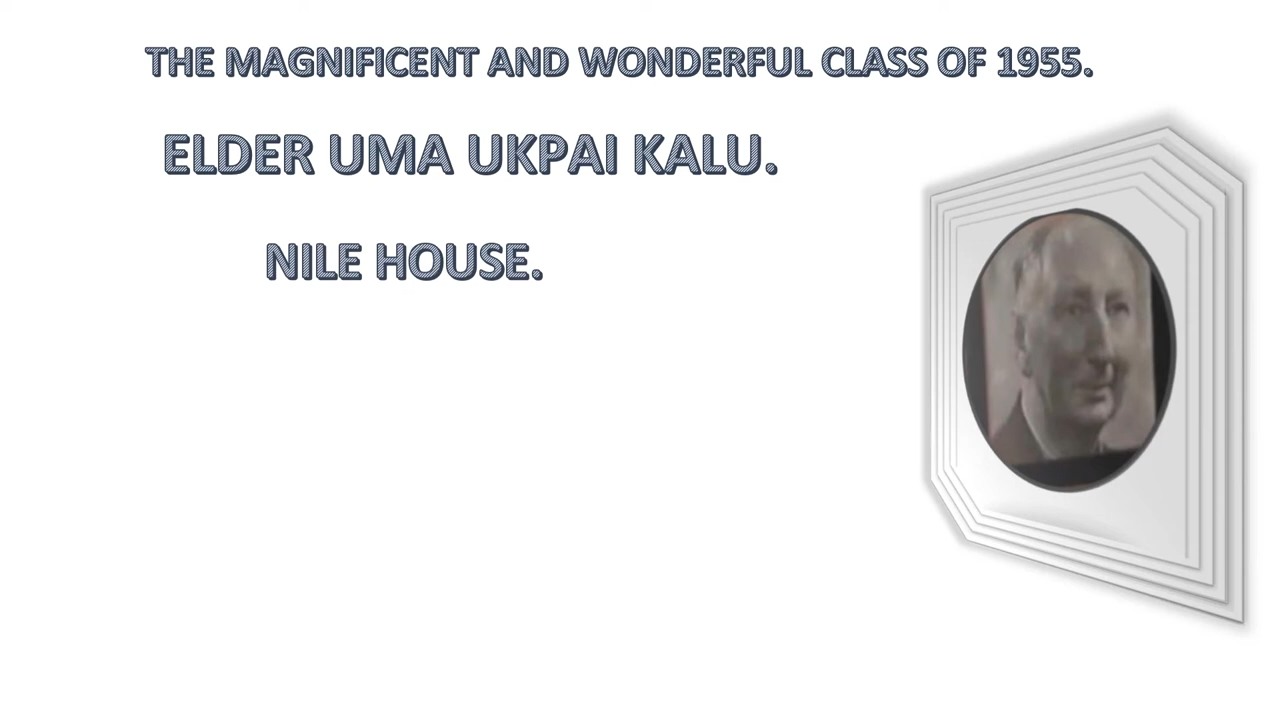 THE MAGNIFICENT AND WONDERFUL CLASS OF 1955.
ELDER UMA UKPAI KALU.
NILE HOUSE.